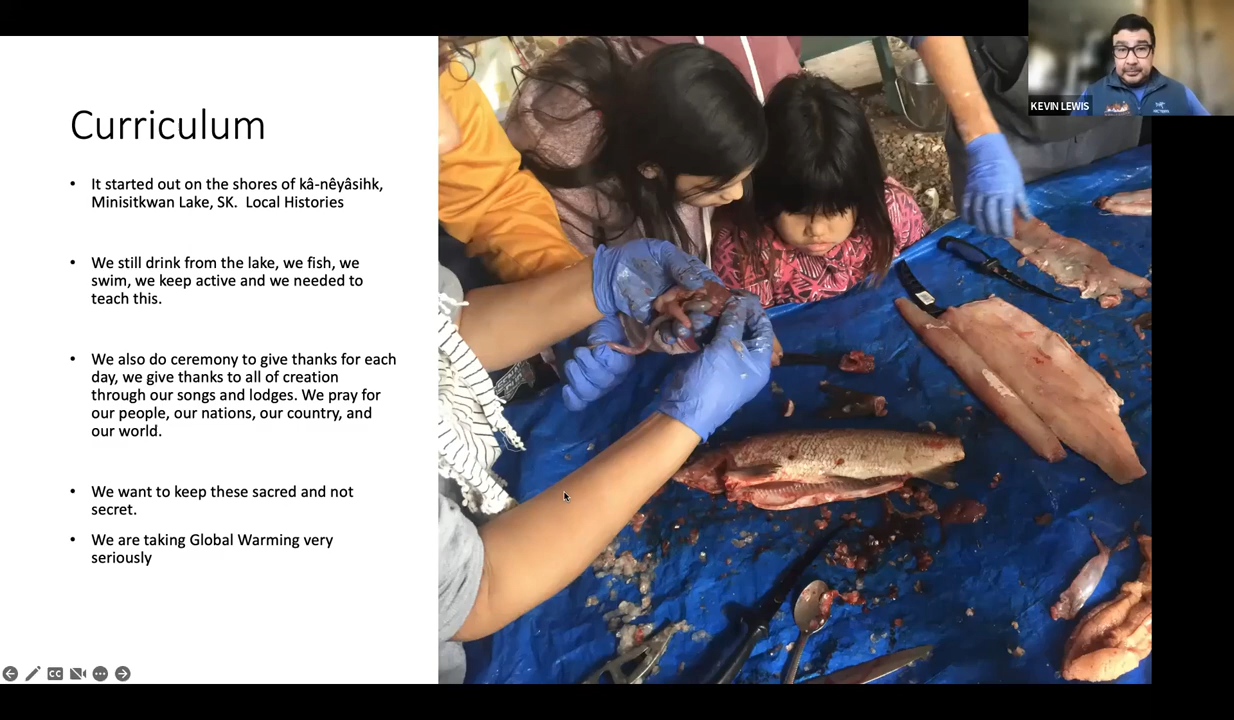 KEVIN LEWIS
Curriculum
• It started out on the shores of kâ-nêyâsihk,
Minisitkwan Lake, SK.  Local Histories
• We still drink from the lake, we fish, we
swim, we keep active and we needed to
teach this.
• We also do ceremony to give thanks for each
day, we give thanks to all of creation
through our songs and lodges. We pray for
our people, our nations, our country, and
our world.
• We want to keep these sacred and not
secret.
• We are taking Global Warming very
seriously
CC